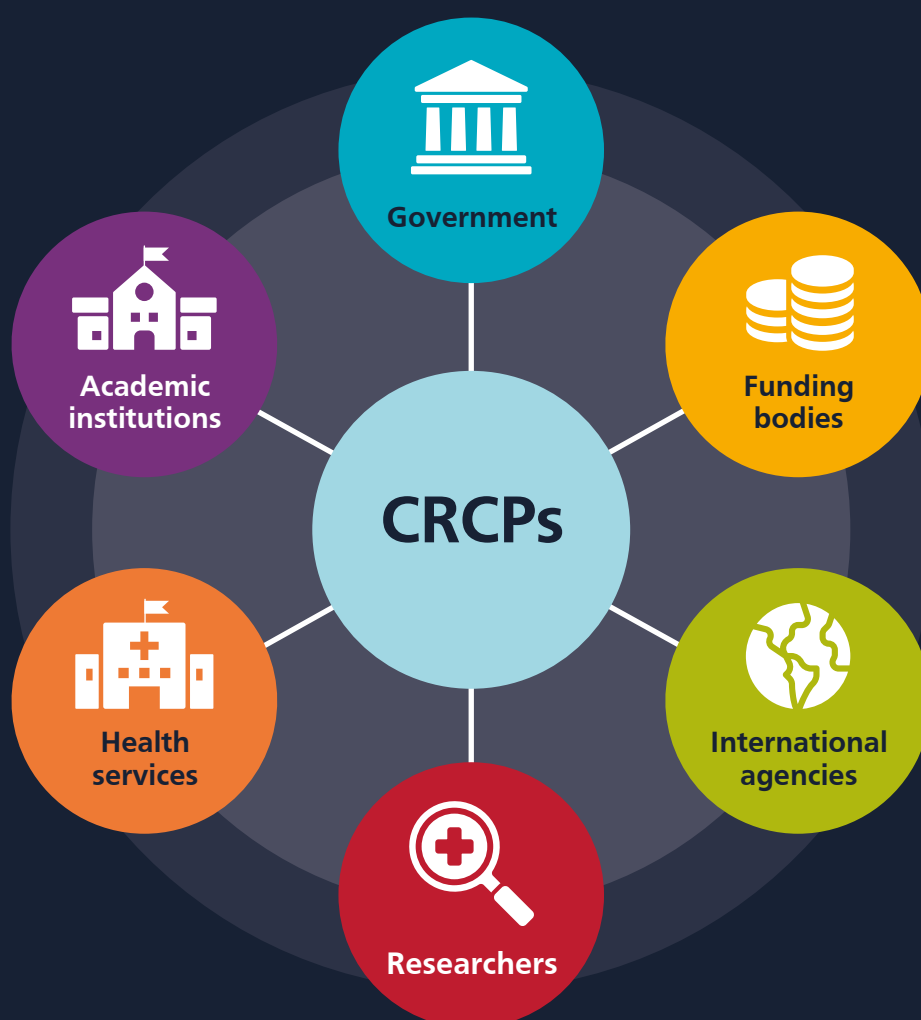 Government
Academic
institutions
Funding
bodies
CRCPs
Health
services
International
agencies
Researchers